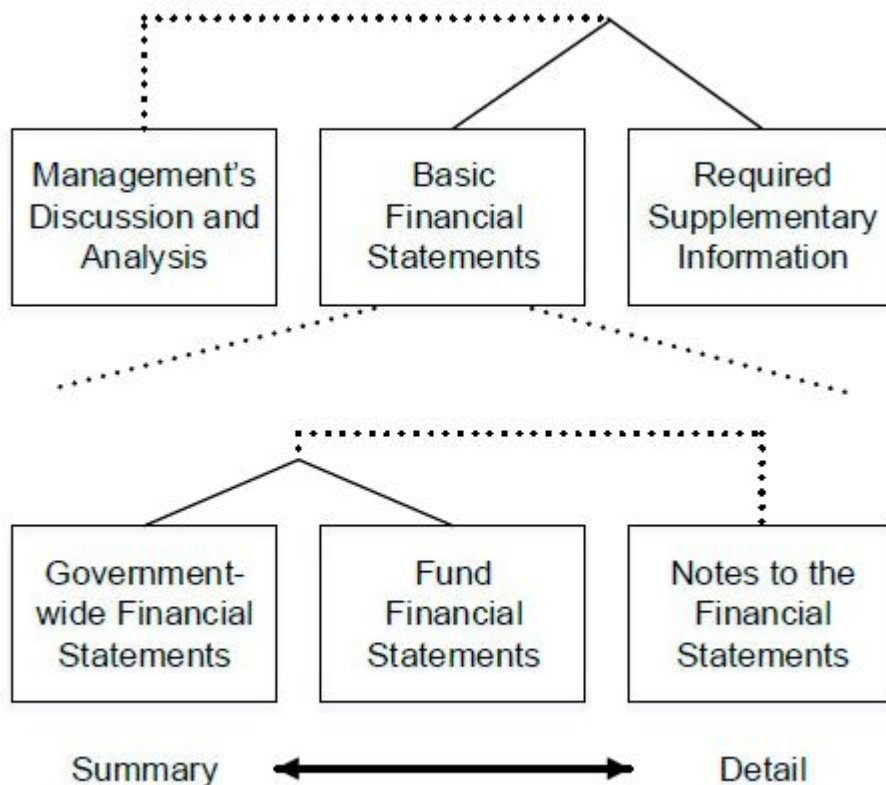 Management's
Discussion and
Analysis
Basic
Financial
Statements
Required
Supplementary
Information
Government-
wide Financial
Statements
Fund
Financial
Statements
Notes to the
Financial
Statements
Summary
Detail